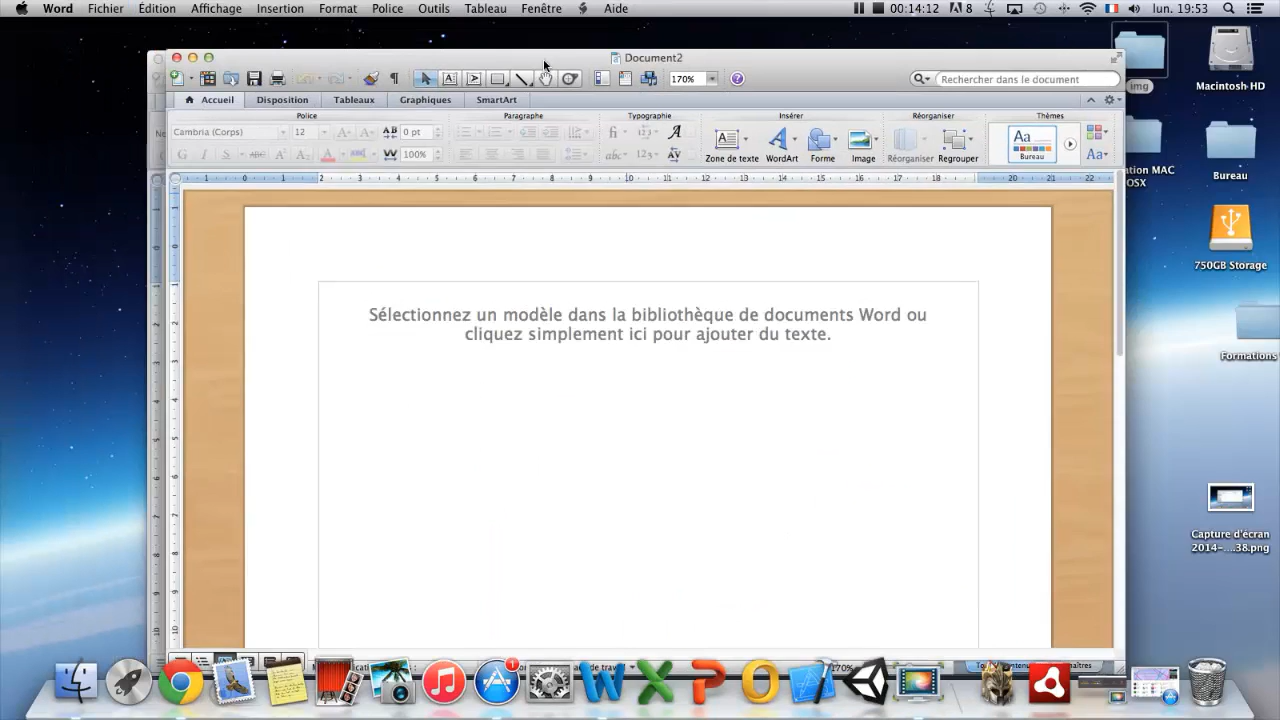 Word Fichier Édition Affichage Insertion Format Police Outils Tableau Fenêtre Aide 00:14:12 8 lun. 19:53
Document2
170%
Rechercher dans le document
Accueil Disposition Tableaux Graphiques SmartArt
Police Paragraphe Typographie Insérer Réorganiser Thèmes
Cambria (Corps) 12 0 pt
100%
Zone de texte WordArt Forme Image Réorganiser Regrouper Bureau
Sélectionnez un modèle dans la bibliothèque de documents Word ou
cliquez simplement ici pour ajouter du texte.
170%
img
Macintosh HD
Bureau
750GB Storage
Formations
Capture d'écran
2014-....38.png